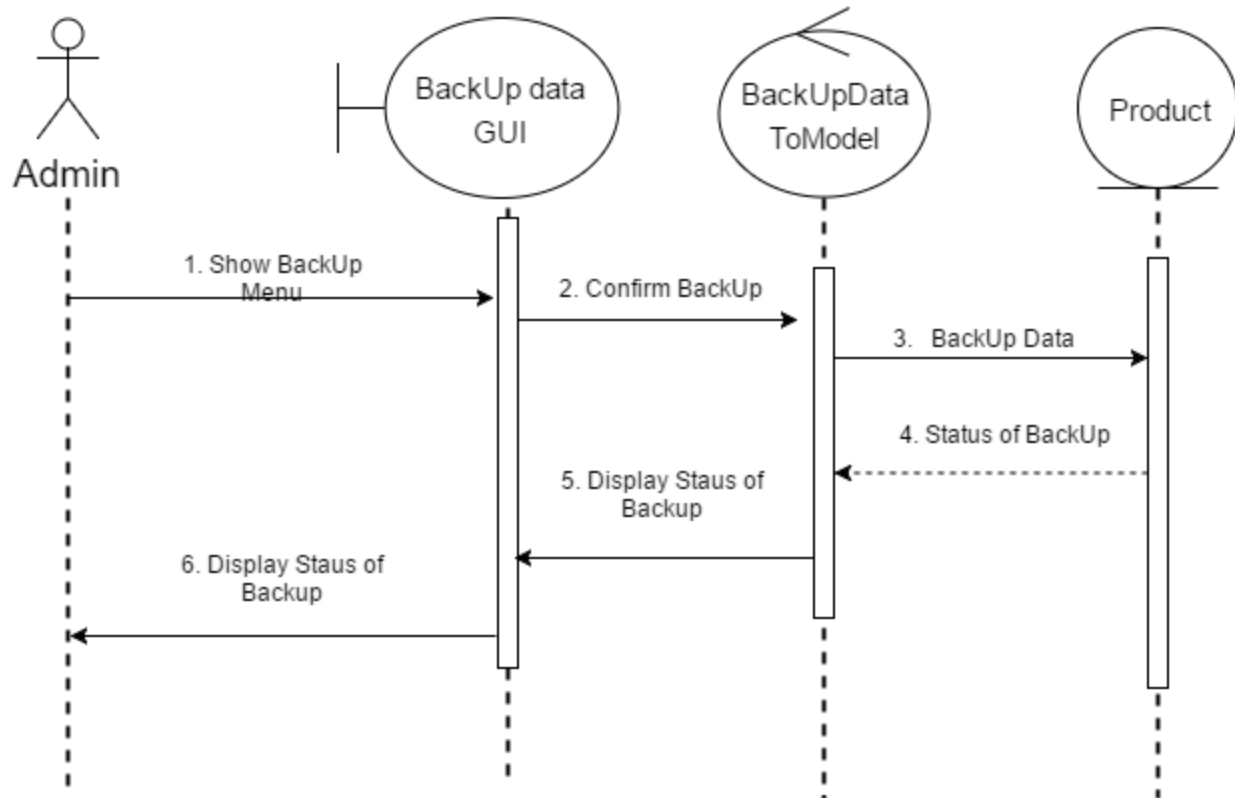 BackUp data
GUI
BackUpData
ToModel
Product
Admin
1. Show BackUp
Menu
2. Confirm BackUp
3. BackUp Data
4. Status of BackUp
5. Display Staus of
Backup
6. Display Staus of
Backup